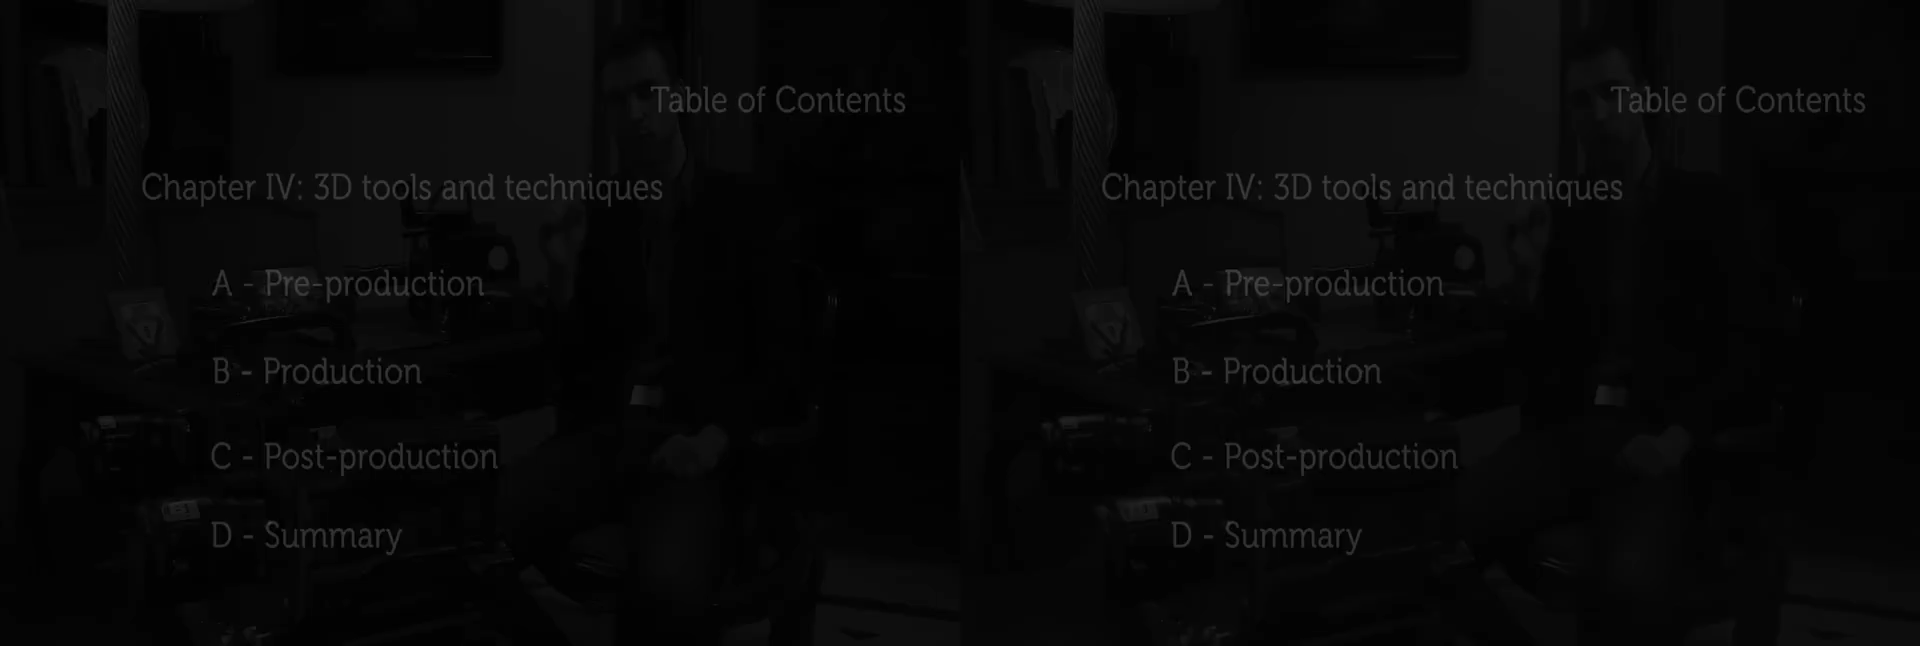 Table of Contents
Chapter IV: 3D tools and techniques
A - Pre-production
B - Production
C - Post-production
D - Summary
Table of Contents
Chapter IV: 3D tools and techniques
A - Pre-production
B - Production
C - Post-production
D - Summary